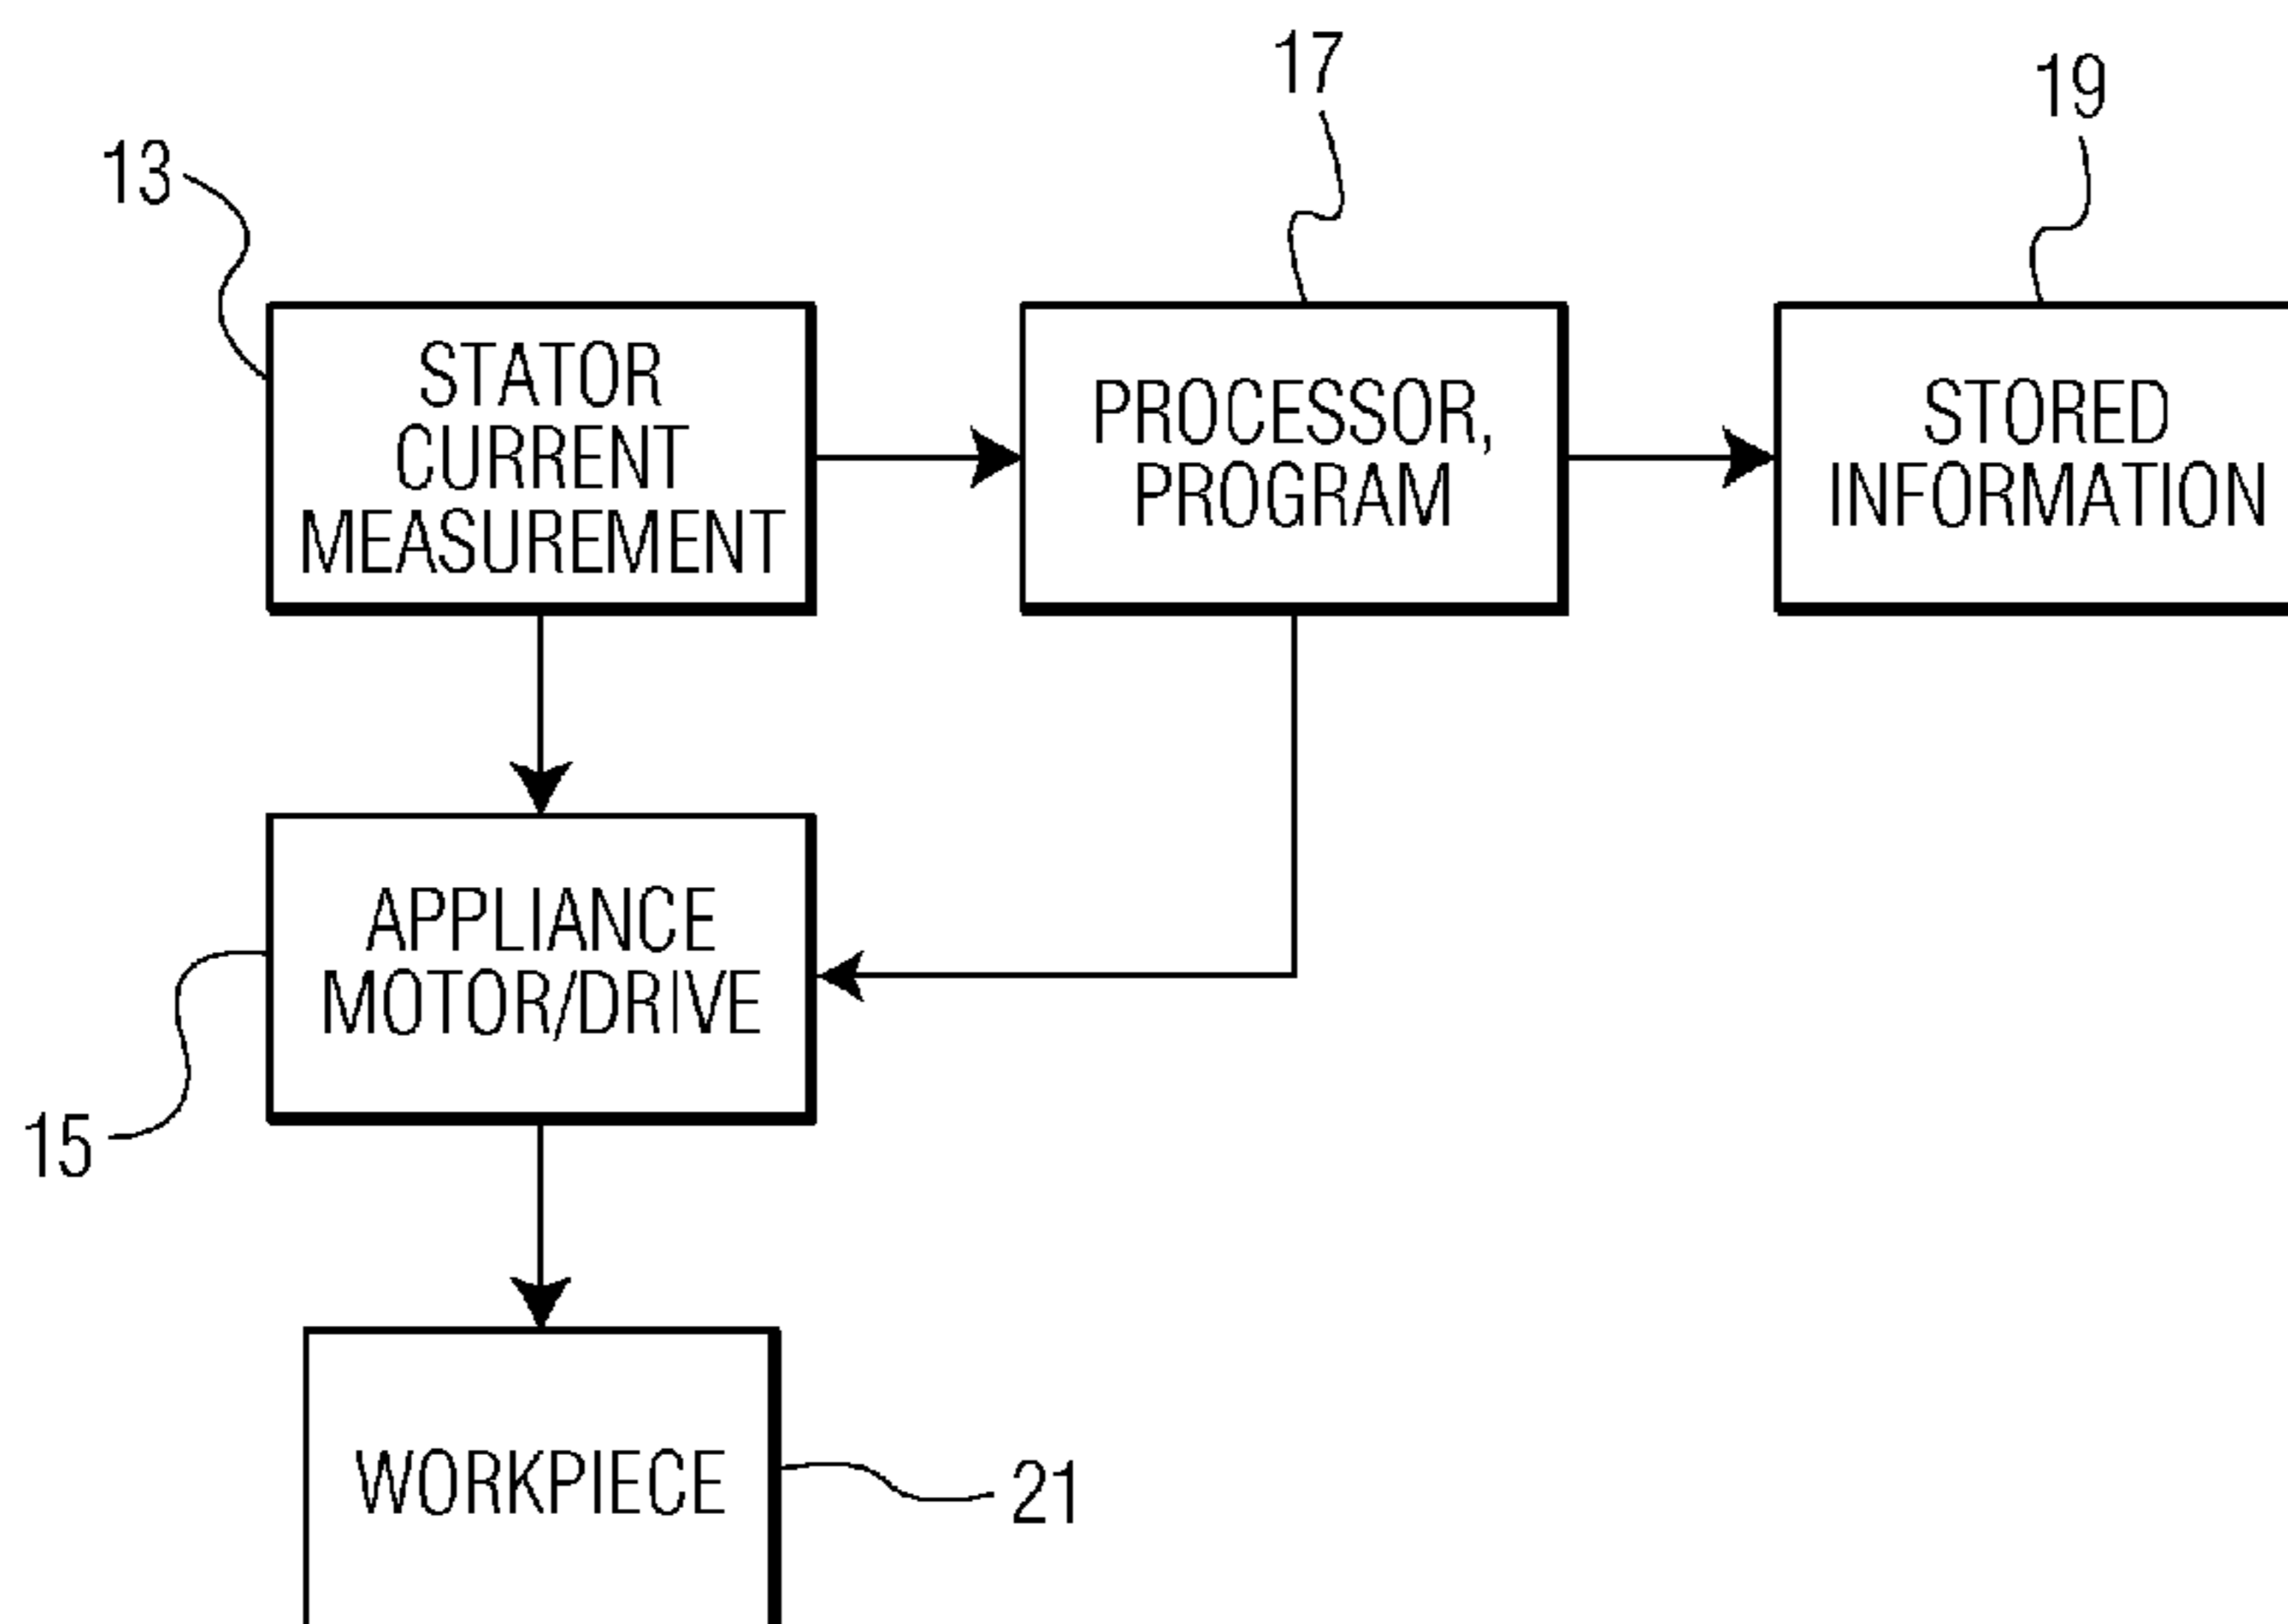 17
19
13
STATOR
CURRENT
MEASUREMENT
PROCESSOR,
PROGRAM
STORED
INFORMATION
APPLIANCE
MOTOR/DRIVE
15
WORKPIECE
21